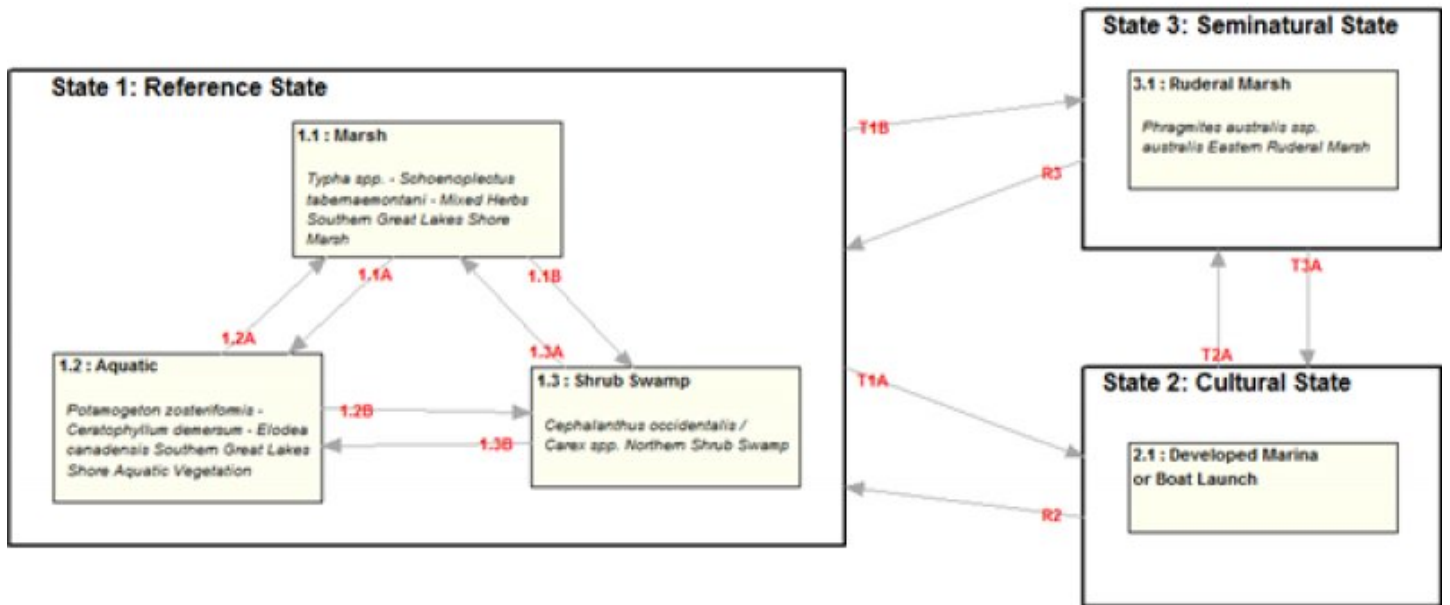 State 1: Reference State
1.1 : Marsh
Typha spp. - Schoenoplectus
tabernaemontani - Mixed Herbs
Southern Great Lakes Shore
Marsh
1.1A
1.1B
1.2A
1.3A
1.2 : Aquatic
Potamogeton zosteriformis -
Ceratophyllum demersum - Elodea
canadensis Southern Great Lakes
Shore Aquatic Vegetation
1.2B
1.3B
1.3 : Shrub Swamp
Cephalanthus occidentalis /
Carex spp. Northern Shrub Swamp
T1B
R3
T1A
R2
State 3: Seminatural State
3.1 : Ruderal Marsh
Phragmites australis ssp.
australis Eastern Ruderal Marsh
T3A
T2A
State 2: Cultural State
2.1 : Developed Marina
or Boat Launch